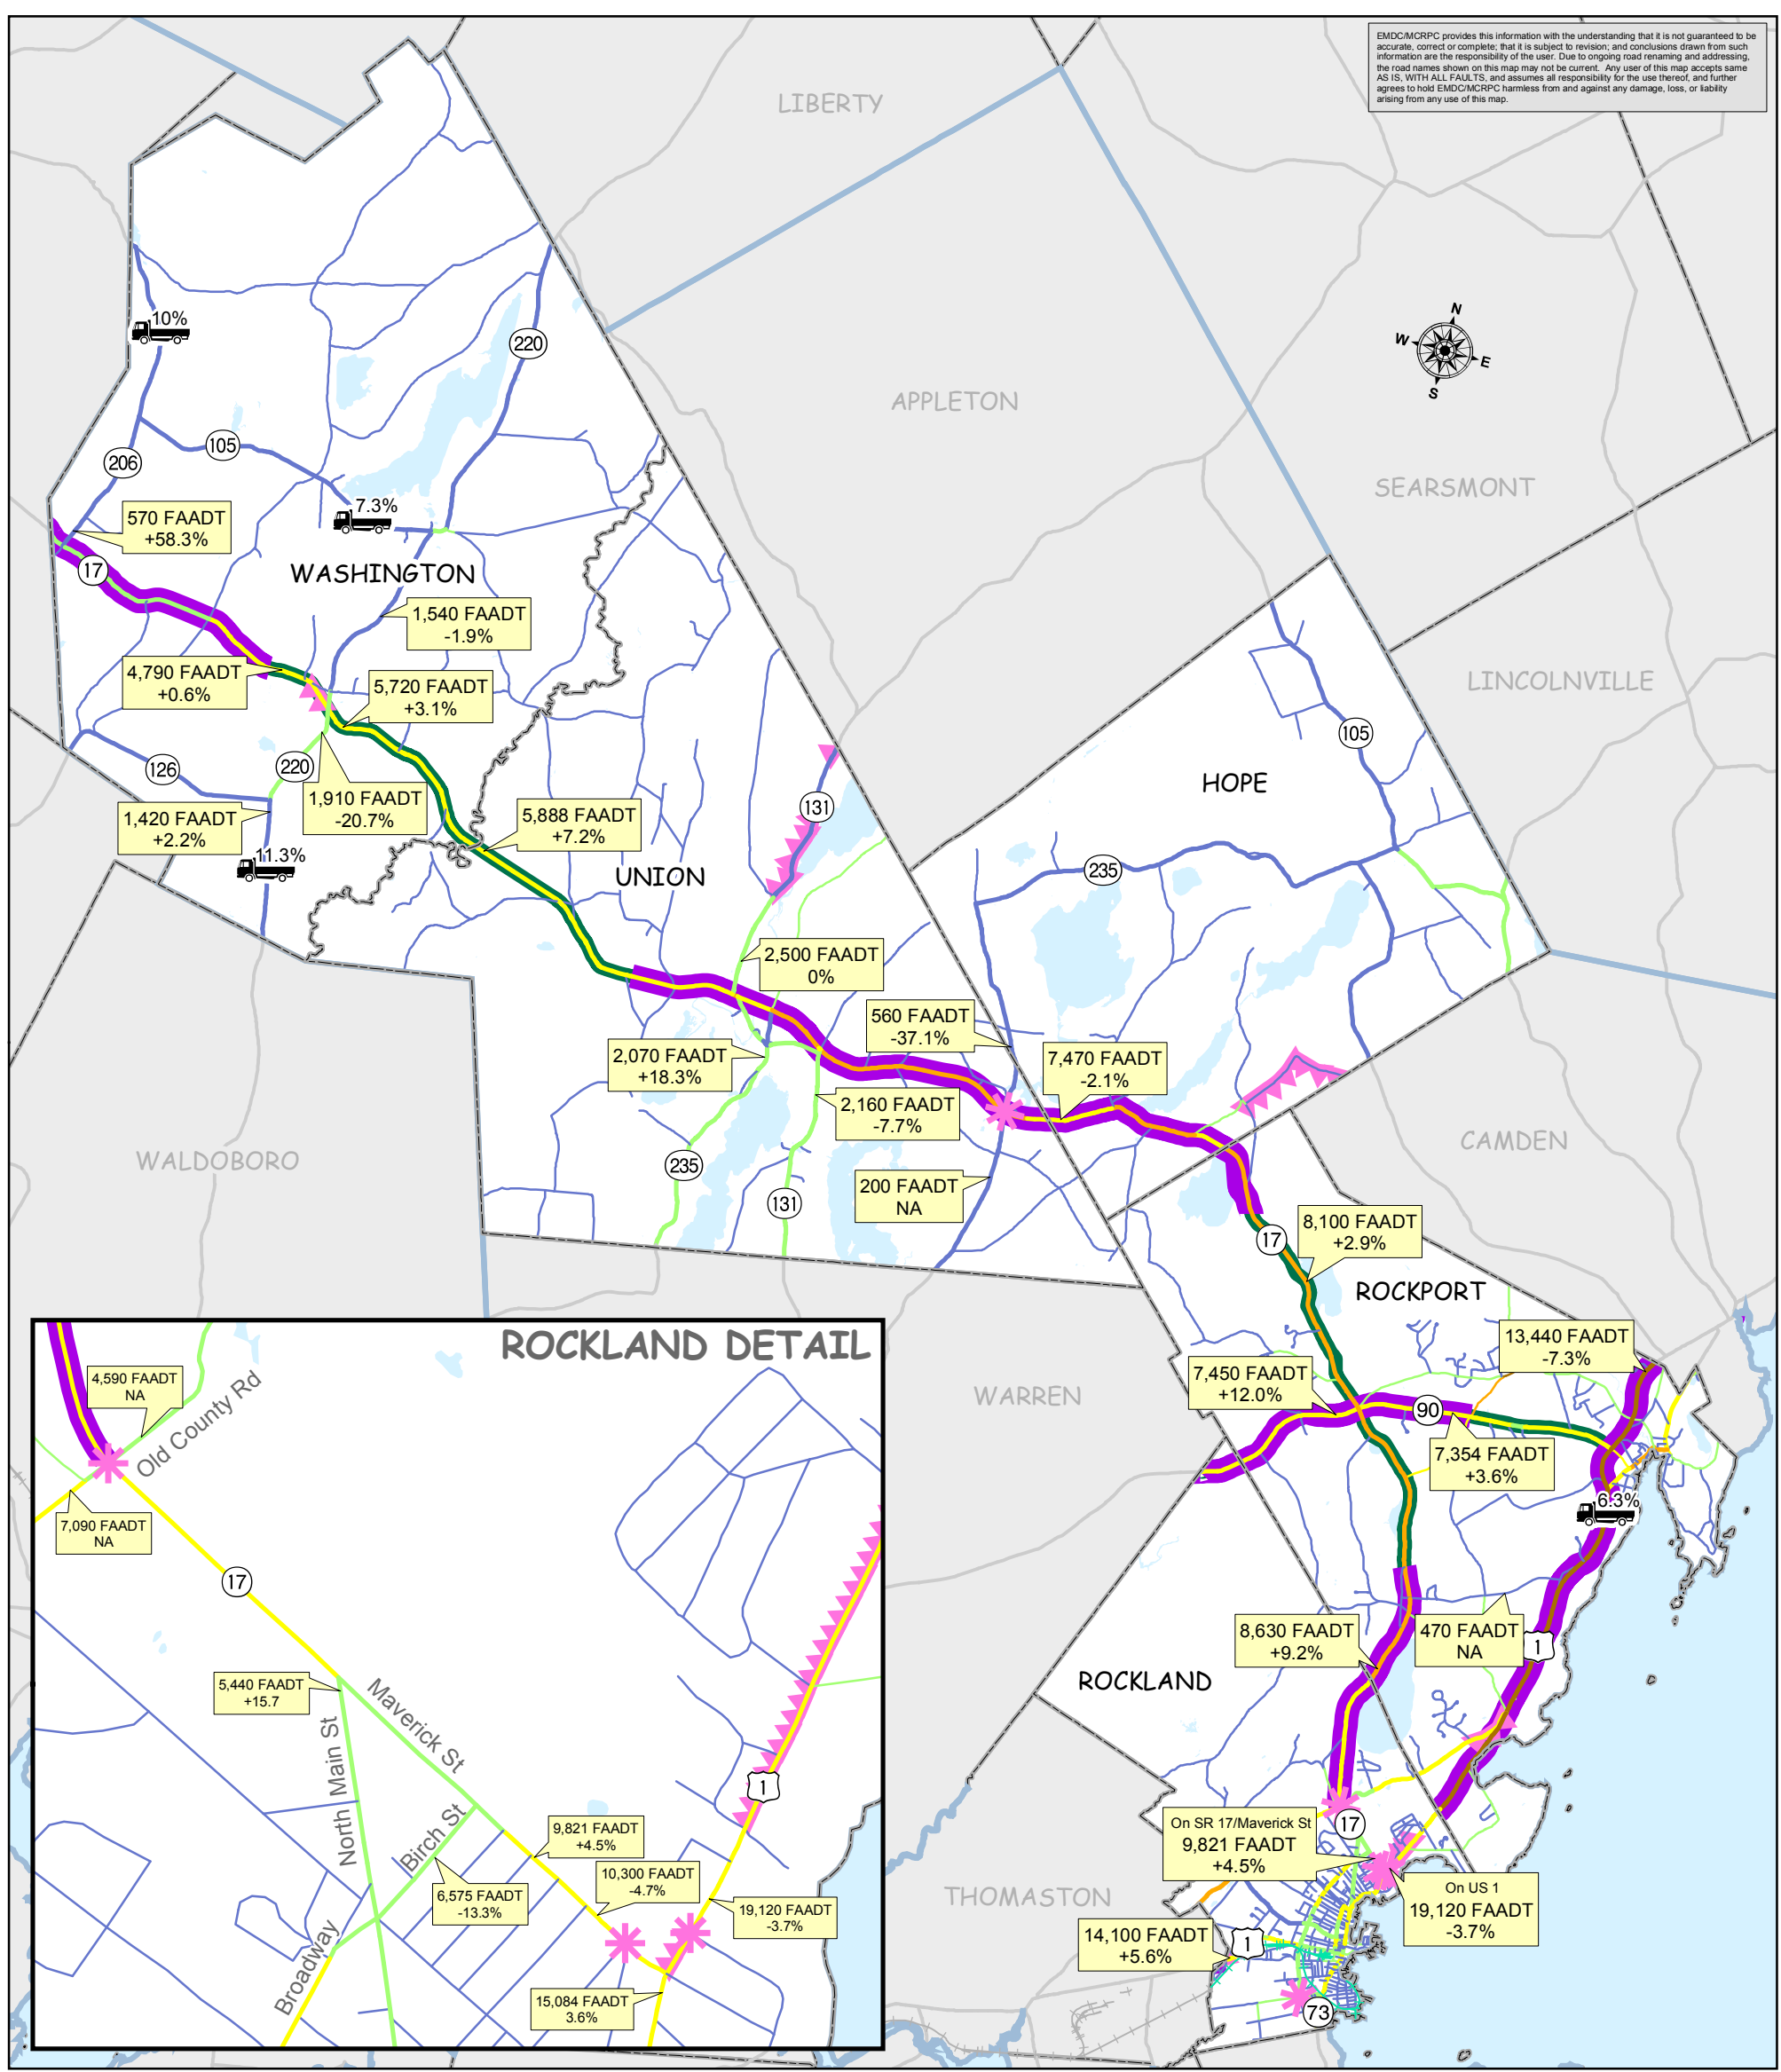 EMDC/MCRPC provides this information with the understanding that it is not guaranteed to be
accurate, correct or complete; that it is subject to revision; and conclusions drawn from such
information are the responsibility of the user. Due to ongoing road renaming and addressing,
the road names shown on this map may not be current. Any user of this map accepts same
AS IS, WITH ALL FAULTS, and assumes all responsibility for the use thereof, and further
agrees to hold EMDC/MCRPC harmless from and against any damage, loss, or liability
arising from any use of this map.
LIBERTY
N
W
E
S
10%
220
APPLETON
105
206
SEARSMONT
7.3%
570 FAADT
+58.3%
17
WASHINGTON
1,540 FAADT
-1.9%
4,790 FAADT
+0.6%
5,720 FAADT
+3.1%
LINCOLNVILLE
105
126
220
HOPE
1,910 FAADT
-20.7%
131
1,420 FAADT
+2.2%
5,888 FAADT
+7.2%
11.3%
UNION
235
2,500 FAADT
0%
560 FAADT
-37.1%
2,070 FAADT
+18.3%
7,470 FAADT
-2.1%
2,160 FAADT
-7.7%
CAMDEN
WALDOBORO
235
131
200 FAADT
NA
17
8,100 FAADT
+2.9%
ROCKPORT
13,440 FAADT
-7.3%
7,450 FAADT
+12.0%
WARREN
90
7,354 FAADT
+3.6%
6.3%
8,630 FAADT
+9.2%
470 FAADT
NA
1
ROCKLAND
17
On SR 17/Maverick St
9,821 FAADT
+4.5%
THOMASTON
On US 1
19,120 FAADT
-3.7%
14,100 FAADT
+5.6%
1
73
ROCKLAND DETAIL
4,590 FAADT
NA
Old County Rd
7,090 FAADT
NA
17
5,440 FAADT
+15.7
Maverick St
North Main St
1
Birch St
9,821 FAADT
+4.5%
10,300 FAADT
-4.7%
6,575 FAADT
-13.3%
19,120 FAADT
-3.7%
Broadway
15,084 FAADT
3.6%